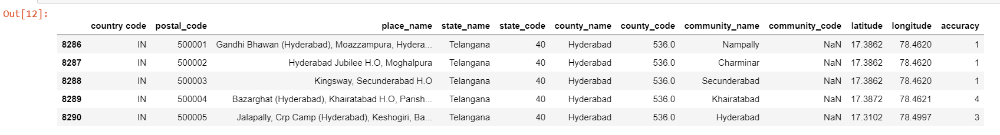 Out[12]:
country code postal_code place_name state_name state_code county_name county_code community_name community_code latitude longitude accuracy
8286 IN 500001 Gandhi Bhawan (Hyderabad), Moazzampura, Hydera... Telangana 40 Hyderabad 536.0 Nampally NaN 17.3862 78.4620 1
8287 IN 500002 Hyderabad Jubilee H.O, Moghalpura Telangana 40 Hyderabad 536.0 Charminar NaN 17.3862 78.4620 1
8288 IN 500003 Kingsway, Secunderabad H.O Telangana 40 Hyderabad 536.0 Secunderabad NaN 17.3862 78.4620 1
8289 IN 500004 Bazarghat (Hyderabad), Khairatabad H.O, Parish... Telangana 40 Hyderabad 536.0 Khairatabad NaN 17.3872 78.4621 4
8290 IN 500005 Jalapally, Crp Camp (Hyderabad), Keshogiri, Ba... Telangana 40 Hyderabad 536.0 Hyderabad NaN 17.3102 78.4997 3